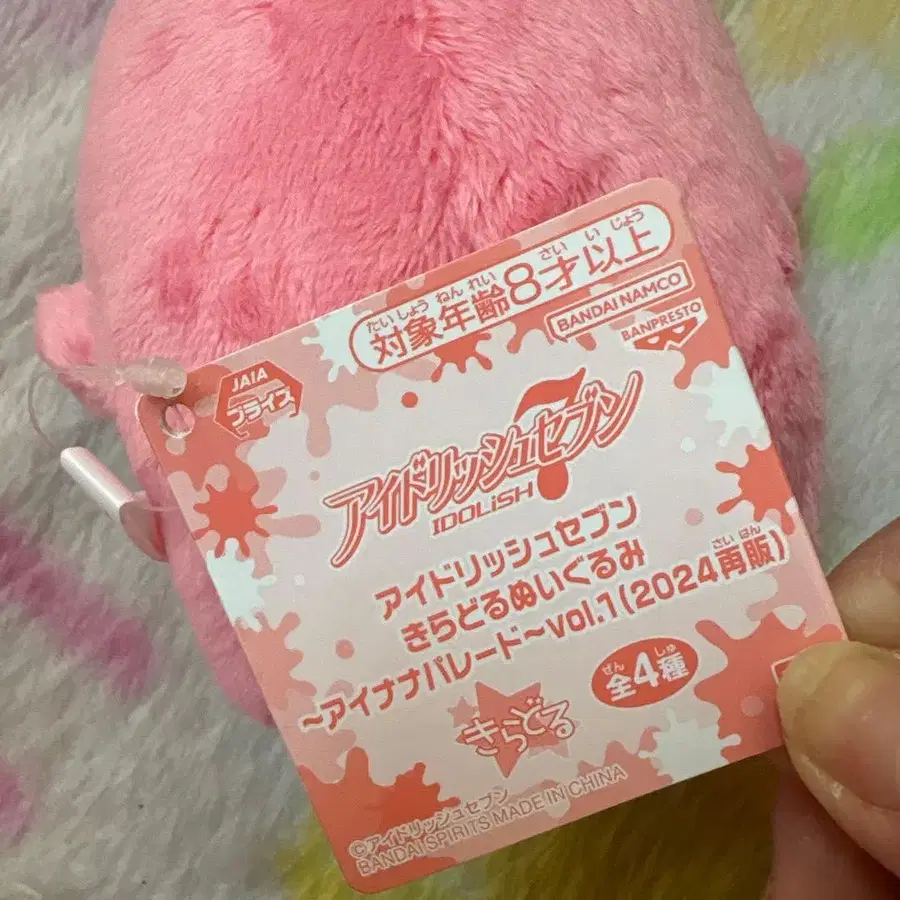 たいしょうねんれい さい いじょう
対象年齢8才以上
BANDAI NAMCO
BANPRESTO
JAIA
プライズ
アイドリッシュセブン
7
IDOLiSH
アイドリッシュセブン
きらどるぬいぐるみ
さいはん
~アイナナパレード~vol.1(2024再販)
ぜん しゅ
全4種
きらどる
©アイドリッシュセブン
BANDAI SPIRITS MADE IN CHINA